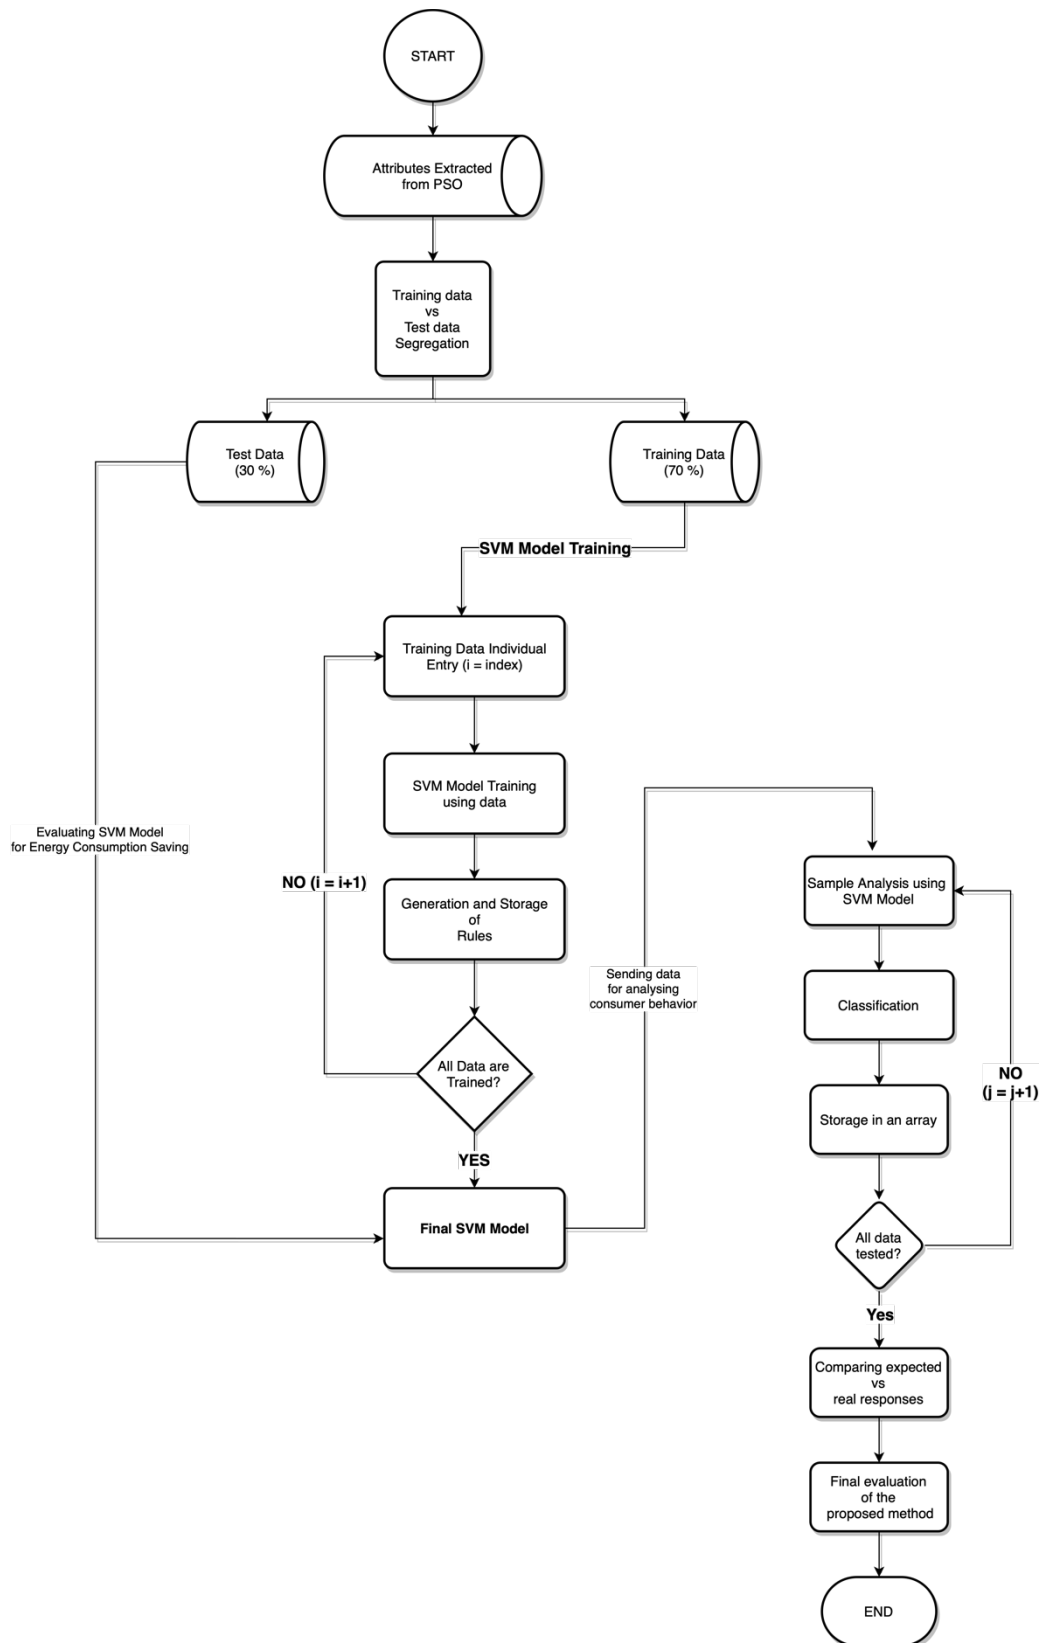 START
Attributes Extracted
from PSO
Training data
vs
Test data
Segregation
Test Data
(30 %)
Training Data
(70 %)
SVM Model Training
Training Data Individual
Entry (i = index)
SVM Model Training
using data
Evaluating SVM Model
for Energy Consumption Saving
NO (i = i+1)
Generation and Storage
of
Rules
All Data are
Trained?
YES
Final SVM Model
Sending data
for analysing
consumer behavior
Sample Analysis using
SVM Model
Classification
NO
(j = j+1)
Storage in an array
All data
tested?
Yes
Comparing expected
vs
real responses
Final evaluation
of the
proposed method
END